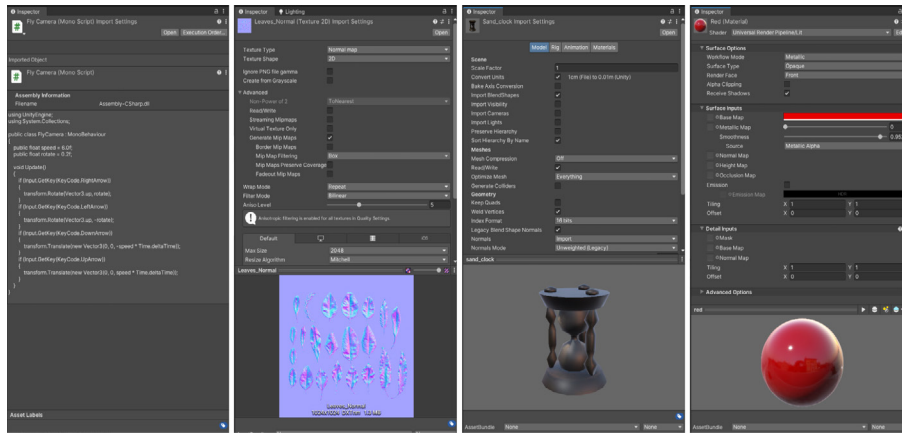 Inspector
Fly Camera (Mono Script) Import Settings
Open
Execution Order...
Imported Object
Fly Camera (Mono Script)
Assembly Information
Filename
Assembly-CSharp.dll
using UnityEngine;
using System.Collections;
public class FlyCamera : MonoBehaviour
{
public float speed = 6.0f;
public float rotate = 0.2f;
void Update()
{
if (Input.GetKey(KeyCode.RightArrow))
{
transform.Rotate(Vector3.up, rotate);
}
if (Input.GetKey(KeyCode.LeftArrow))
{
transform.Rotate(Vector3.up, -rotate);
}
if (Input.GetKey(KeyCode.DownArrow))
{
transform.Translate(new Vector3(0, 0, -speed * Time.deltaTime));
}
if (Input.GetKey(KeyCode.UpArrow))
{
transform.Translate(new Vector3(0, 0, speed * Time.deltaTime));
}
}
}
Asset Labels
Inspector
Lighting
Leaves_Normal (Texture 2D) Import Settings
Open
Texture Type
Normal map
Texture Shape
2D
Ignore PNG file gamma
Create from Grayscale
Advanced
Non-Power of 2
ToNearest
Read/Write
Streaming Mipmaps
Virtual Texture Only
Generate Mip Maps
Border Mip Maps
Mip Map Filtering
Box
Mip Maps Preserve Coverage
Fadeout Mip Maps
Wrap Mode
Repeat
Filter Mode
Bilinear
Aniso Level
5
Anisotropic filtering is enabled for all textures in Quality Settings.
Default
Max Size
2048
Resize Algorithm
Mitchell
Leaves_Normal
Leaves_Normal
Inspector
Sand_clock Import Settings
Open
Model
Rig
Animation
Materials
Scene
Scale Factor
1
Convert Units
1cm (File) to 0.01m (Unity)
Bake Axis Conversion
Import BlendShapes
Import Visibility
Import Cameras
Import Lights
Preserve Hierarchy
Sort Hierarchy By Name
Meshes
Mesh Compression
Off
Read/Write
Optimize Mesh
Everything
Generate Colliders
Geometry
Keep Quads
Weld Vertices
Index Format
16 bits
Legacy Blend Shape Normals
Normals
Import
Normals Mode
Unweighted (Legacy)
sand_clock
AssetBundle
None
None
Inspector
Red (Material)
Shader
Universal Render Pipeline/Lit
Surface Options
Workflow Mode
Metallic
Surface Type
Opaque
Render Face
Front
Alpha Clipping
Receive Shadows
Surface Inputs
Base Map
Metallic Map
0
Smoothness
Source
Metallic Alpha
Normal Map
Height Map
Occlusion Map
Emission
Emission Map
HDR
Tiling
X 1
Y 1
Offset
X 0
Y 0
Detail Inputs
Mask
Base Map
Normal Map
Tiling
X 1
Y 1
Offset
X 0
Y 0
Advanced Options
red
AssetBundle
None
None